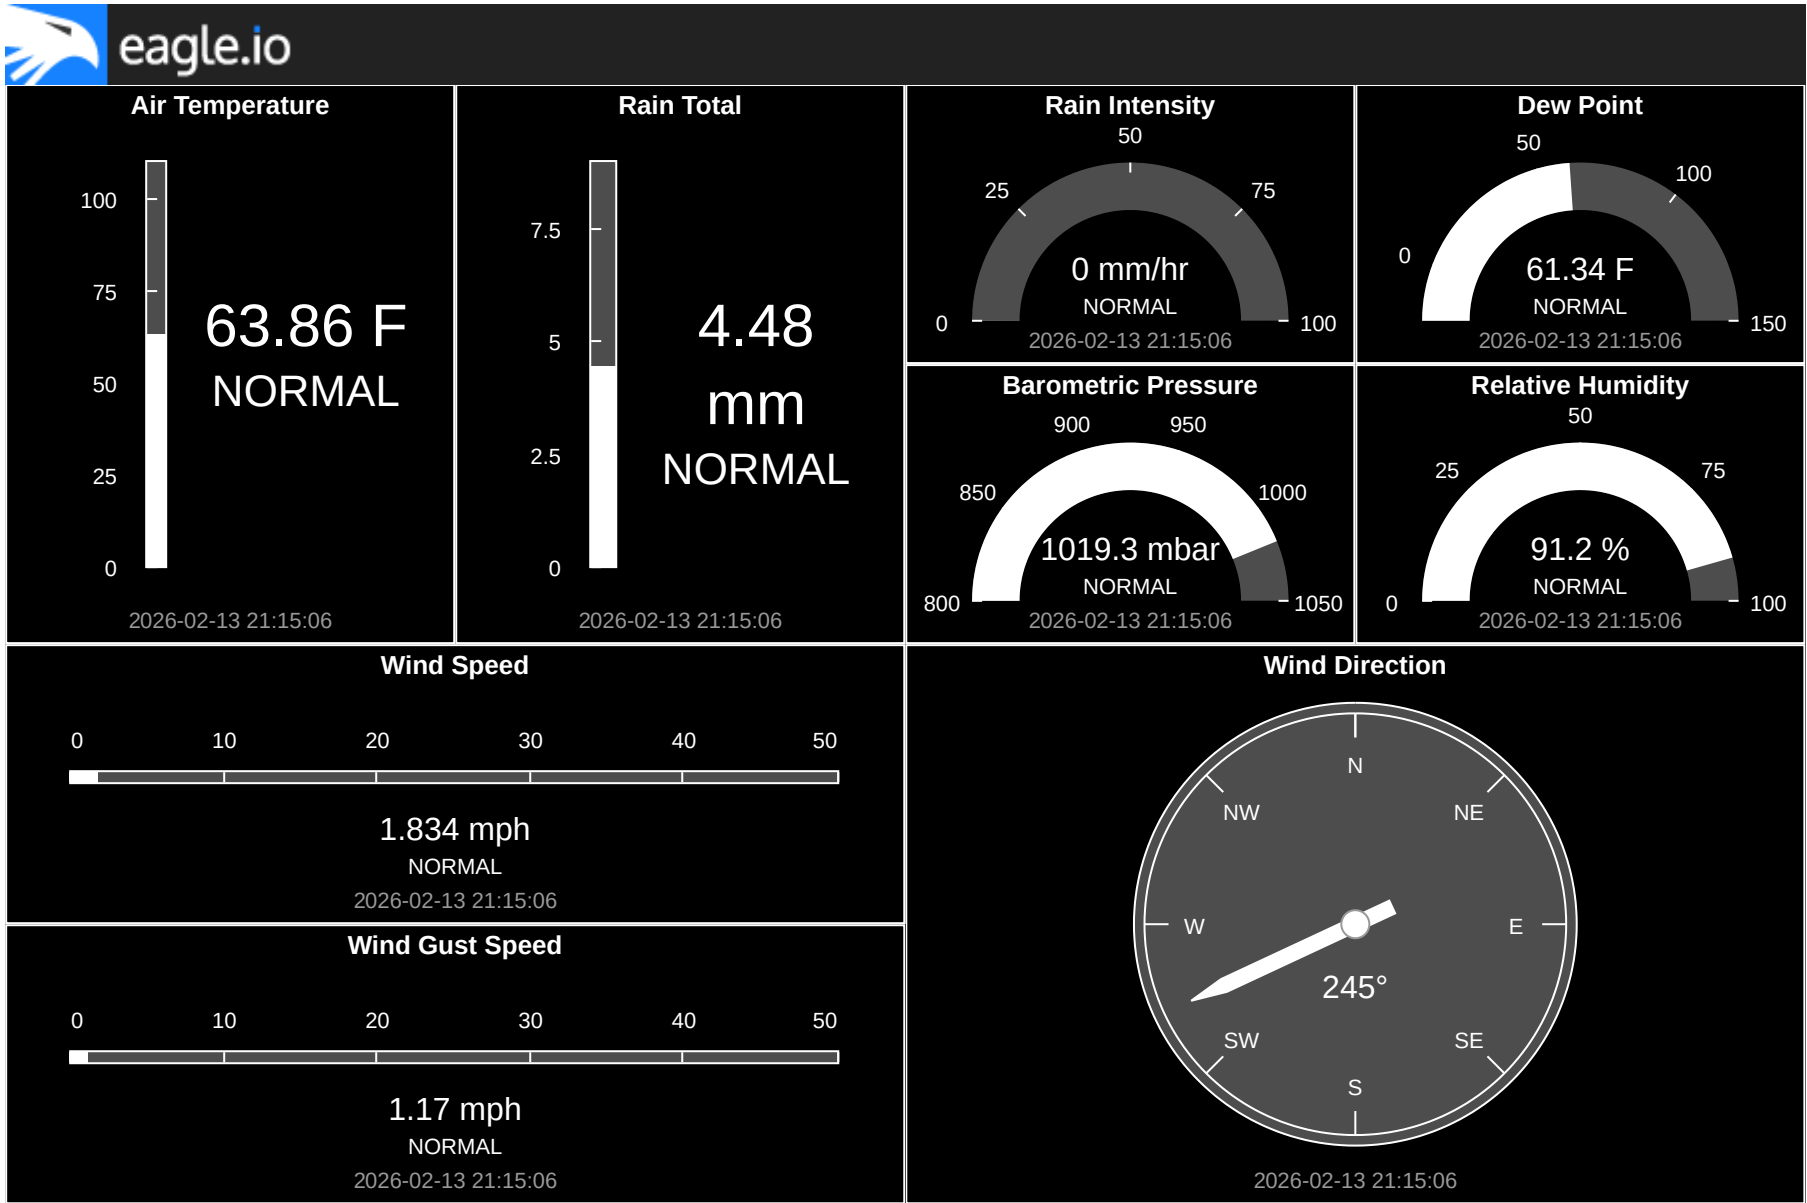 eagle.io
Air Temperature
100
75
50
25
0
63.86 F
NORMAL
2026-02-13 21:15:06
Rain Total
7.5
5
2.5
0
4.48
mm
NORMAL
2026-02-13 21:15:06
Rain Intensity
0
25
50
75
100
0 mm/hr
NORMAL
2026-02-13 21:15:06
Dew Point
0
50
100
150
61.34 F
NORMAL
2026-02-13 21:15:06
Barometric Pressure
800
850
900
950
1000
1050
1019.3 mbar
NORMAL
2026-02-13 21:15:06
Relative Humidity
0
25
50
75
100
91.2 %
NORMAL
2026-02-13 21:15:06
Wind Speed
0 10 20 30 40 50
1.834 mph
NORMAL
2026-02-13 21:15:06
Wind Gust Speed
0 10 20 30 40 50
1.17 mph
NORMAL
2026-02-13 21:15:06
Wind Direction
N
NW NE
W E
245°
SW SE
S
2026-02-13 21:15:06